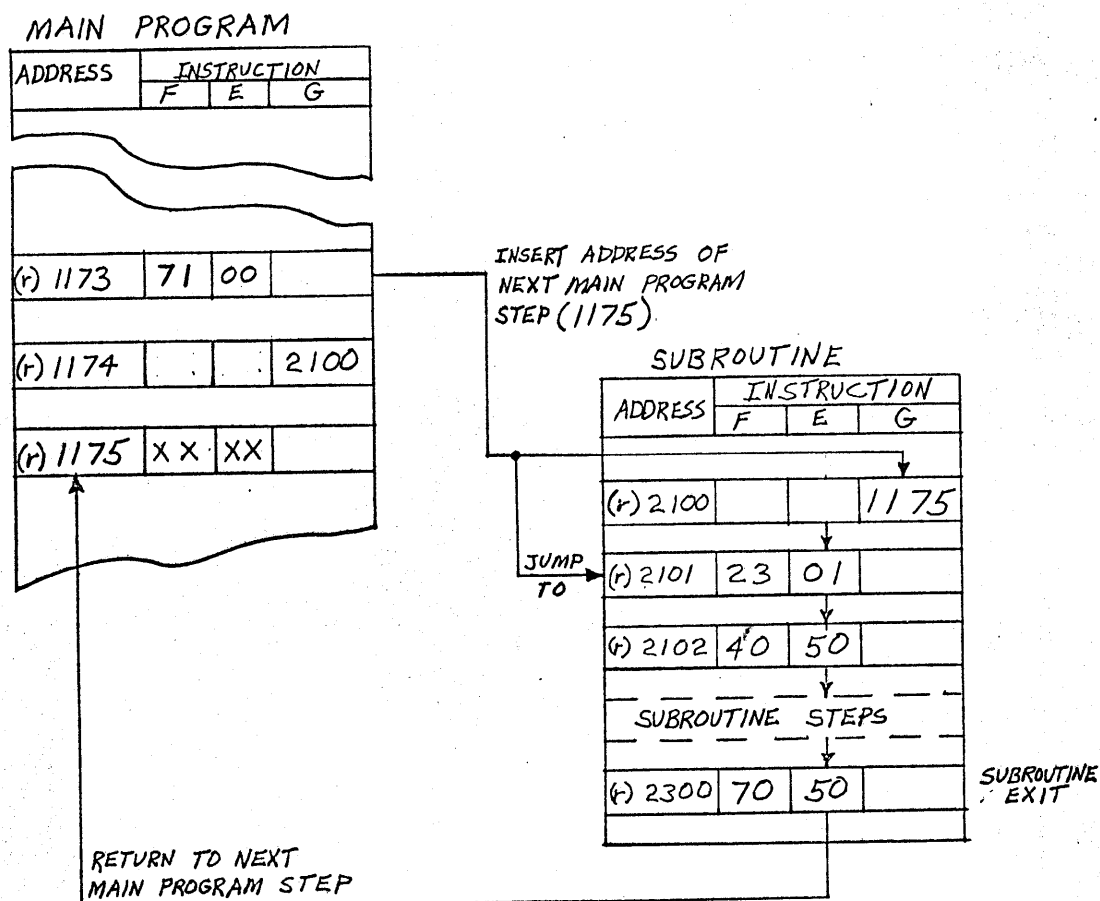 MAIN PROGRAM
ADDRESS INSTRUCTION
F E G
(r) 1173 71 00
(r) 1174 . . 2100
(r) 1175 XX XX
INSERT ADDRESS OF
NEXT MAIN PROGRAM
STEP (1175)
SUBROUTINE
ADDRESS INSTRUCTION
F E G
(r) 2100 1175
JUMP
TO
(r) 2101 23 01
(r) 2102 40 50
SUBROUTINE STEPS
(r) 2300 70 50
SUBROUTINE
EXIT
RETURN TO NEXT
MAIN PROGRAM STEP